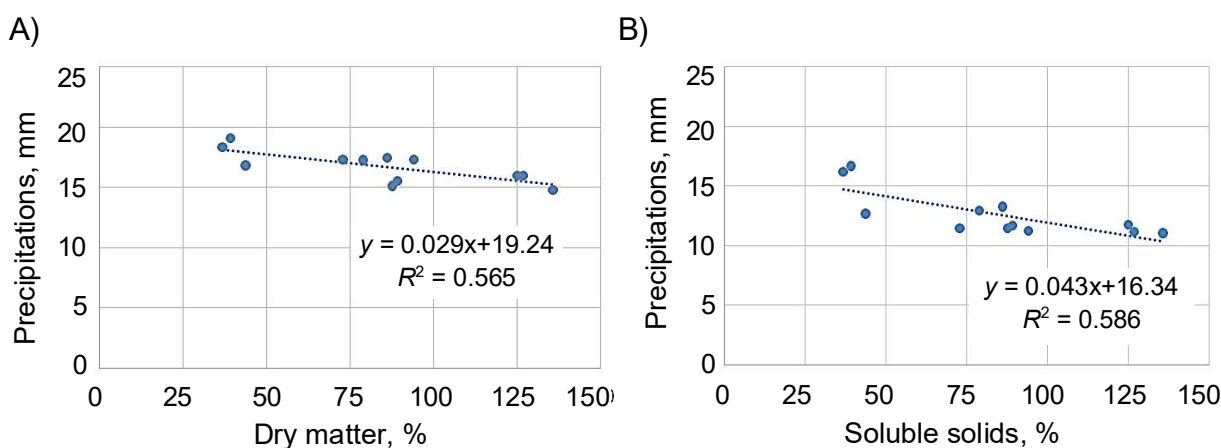 A)
Precipitations, mm
25
20
15
10
5
0
y = 0.029x+19.24
R² = 0.565
0 25 50 75 100 125 150
Dry matter, %
B)
Precipitations, mm
25
20
15
10
5
0
y = 0.043x+16.34
R² = 0.586
0 25 50 75 100 125 150
Soluble solids, %